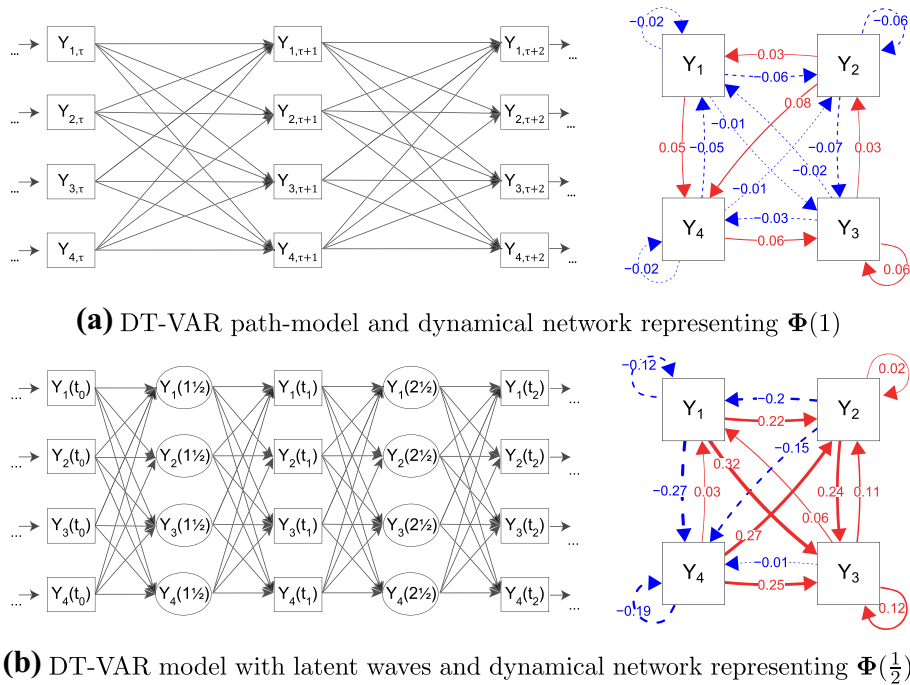 ... Y1,τ Y1,τ+1 Y1,τ+2 ...
... Y2,τ Y2,τ+1 Y2,τ+2 ...
... Y3,τ Y3,τ+1 Y3,τ+2 ...
... Y4,τ Y4,τ+1 Y4,τ+2 ...
−0.02 −0.06
Y1 0.03 Y2
−0.06
0.08
−0.01
0.05 −0.05 −0.07 0.03
−0.02
−0.01
Y4 −0.03 Y3
0.06
−0.02 0.06
(a) DT-VAR path-model and dynamical network representing Φ(1)
... Y1(t0) Y1(1½) Y1(t1) Y1(2½) Y1(t2) ...
... Y2(t0) Y2(1½) Y2(t1) Y2(2½) Y2(t2) ...
... Y3(t0) Y3(1½) Y3(t1) Y3(2½) Y3(t2) ...
... Y4(t0) Y4(1½) Y4(t1) Y4(2½) Y4(t2) ...
−0.12 0.02
Y1 −0.2 Y2
0.22
−0.15
0.32
−0.27 0.03 0.24 0.11
0.06
0.27
Y4 −0.01 Y3
0.25
−0.19 0.12
(b) DT-VAR model with latent waves and dynamical network representing Φ(1/2)